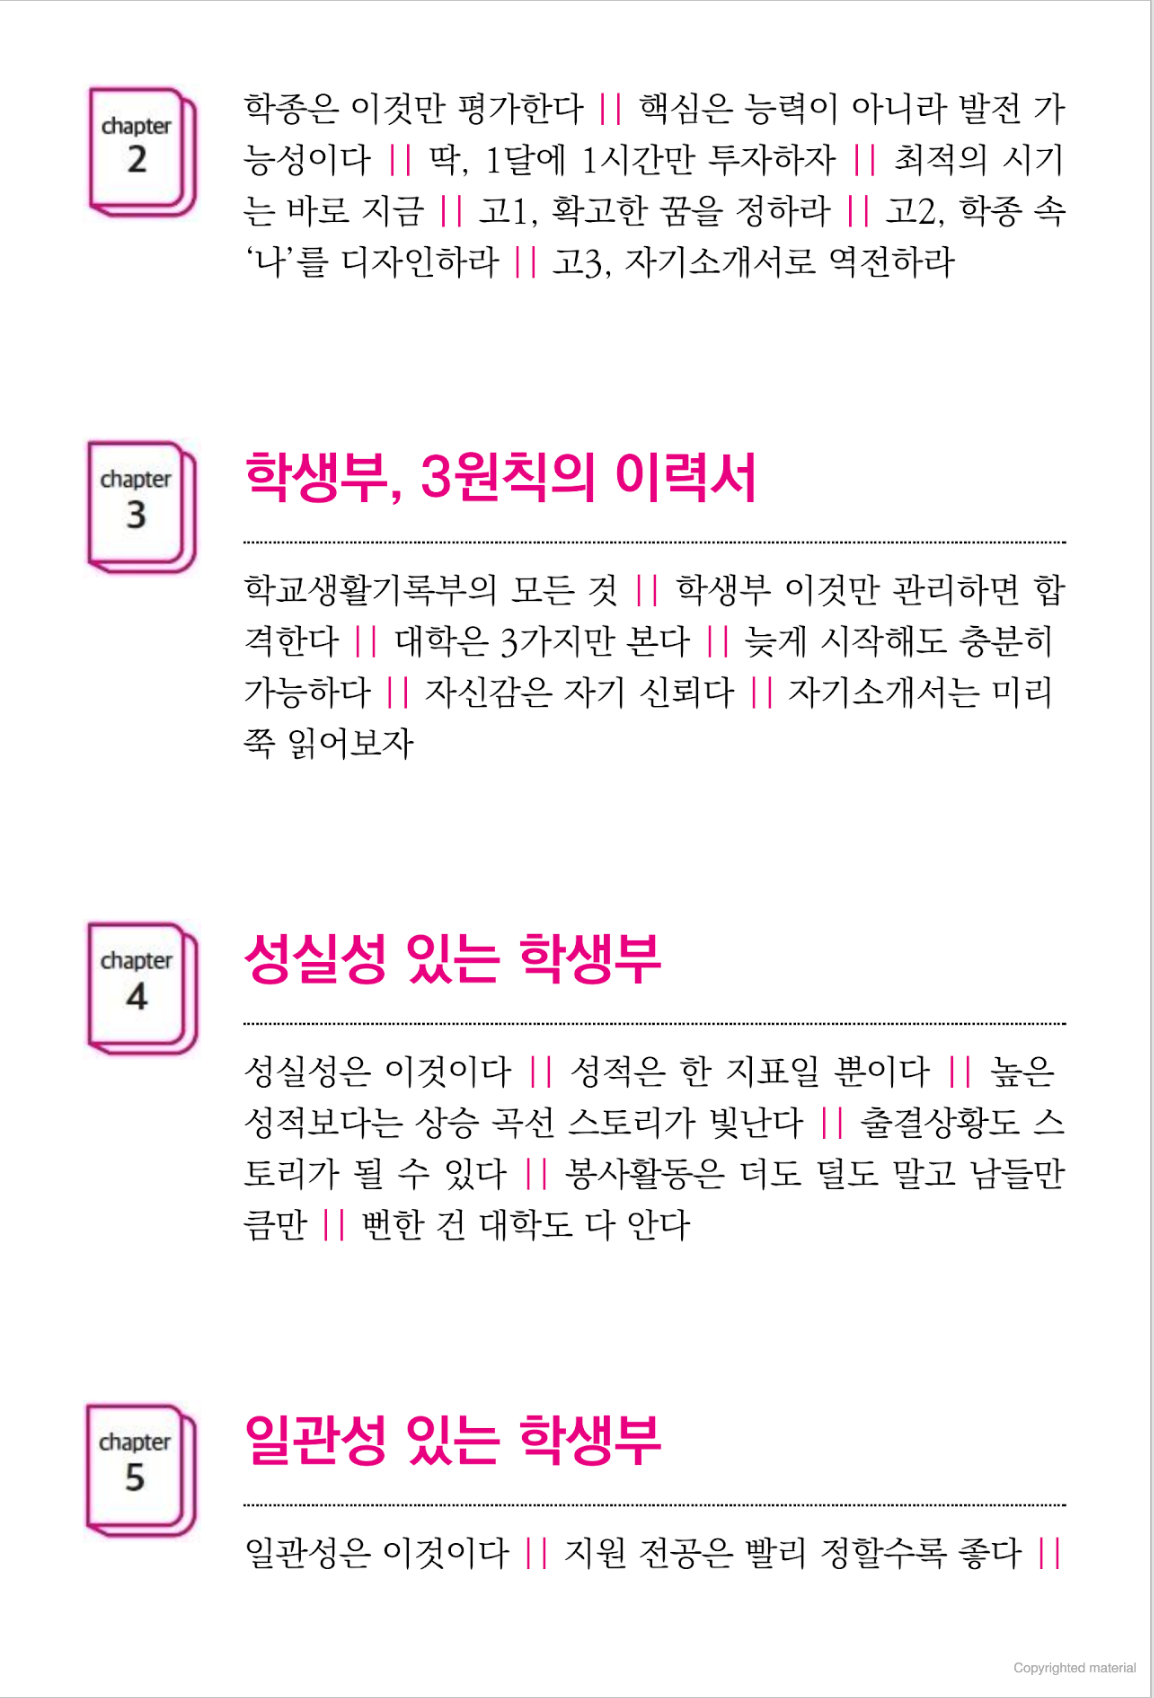 chapter
2
학종은 이것만 평가한다 || 핵심은 능력이 아니라 발전 가
능성이다 || 딱, 1달에 1시간만 투자하자 || 최적의 시기
는 바로 지금 || 고1, 확고한 꿈을 정하라 || 고2, 학종 속
‘나’를 디자인하라 || 고3, 자기소개서로 역전하라
chapter
3
학생부, 3원칙의 이력서
학교생활기록부의 모든 것 || 학생부 이것만 관리하면 합
격한다 || 대학은 3가지만 본다 || 늦게 시작해도 충분히
가능하다 || 자신감은 자기 신뢰다 || 자기소개서는 미리
쭉 읽어보자
chapter
4
성실성 있는 학생부
성실성은 이것이다 || 성적은 한 지표일 뿐이다 || 높은
성적보다는 상승 곡선 스토리가 빛난다 || 출결상황도 스
토리가 될 수 있다 || 봉사활동은 더도 덜도 말고 남들만
큼만 || 뻔한 건 대학도 다 안다
chapter
5
일관성 있는 학생부
일관성은 이것이다 || 지원 전공은 빨리 정할수록 좋다 ||
Copyrighted material